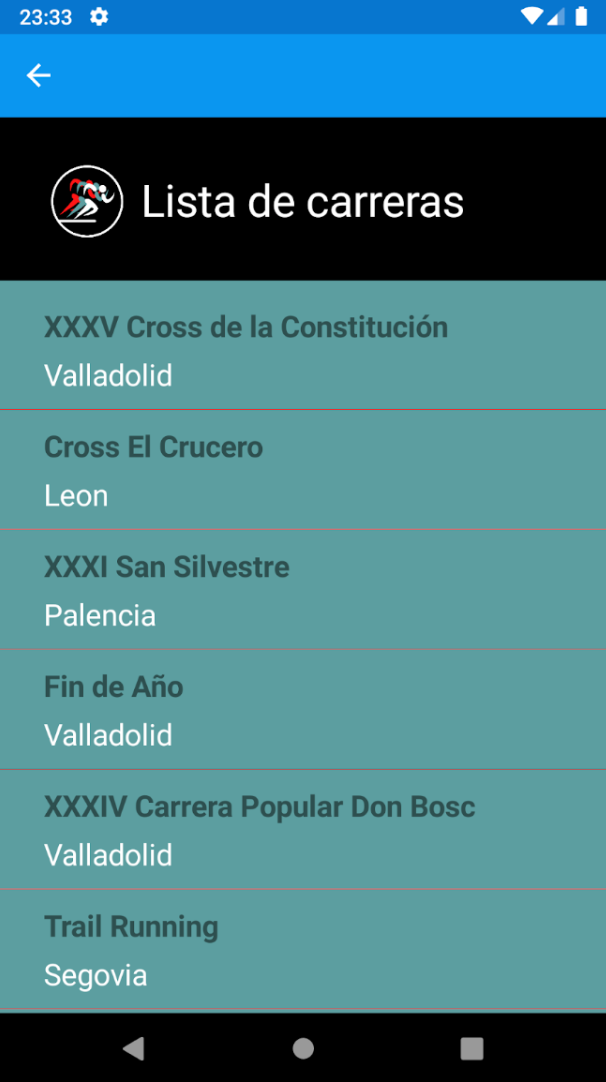 23:33
Lista de carreras
XXXV Cross de la Constitución
Valladolid
Cross El Crucero
Leon
XXXI San Silvestre
Palencia
Fin de Año
Valladolid
XXXIV Carrera Popular Don Bosc
Valladolid
Trail Running
Segovia